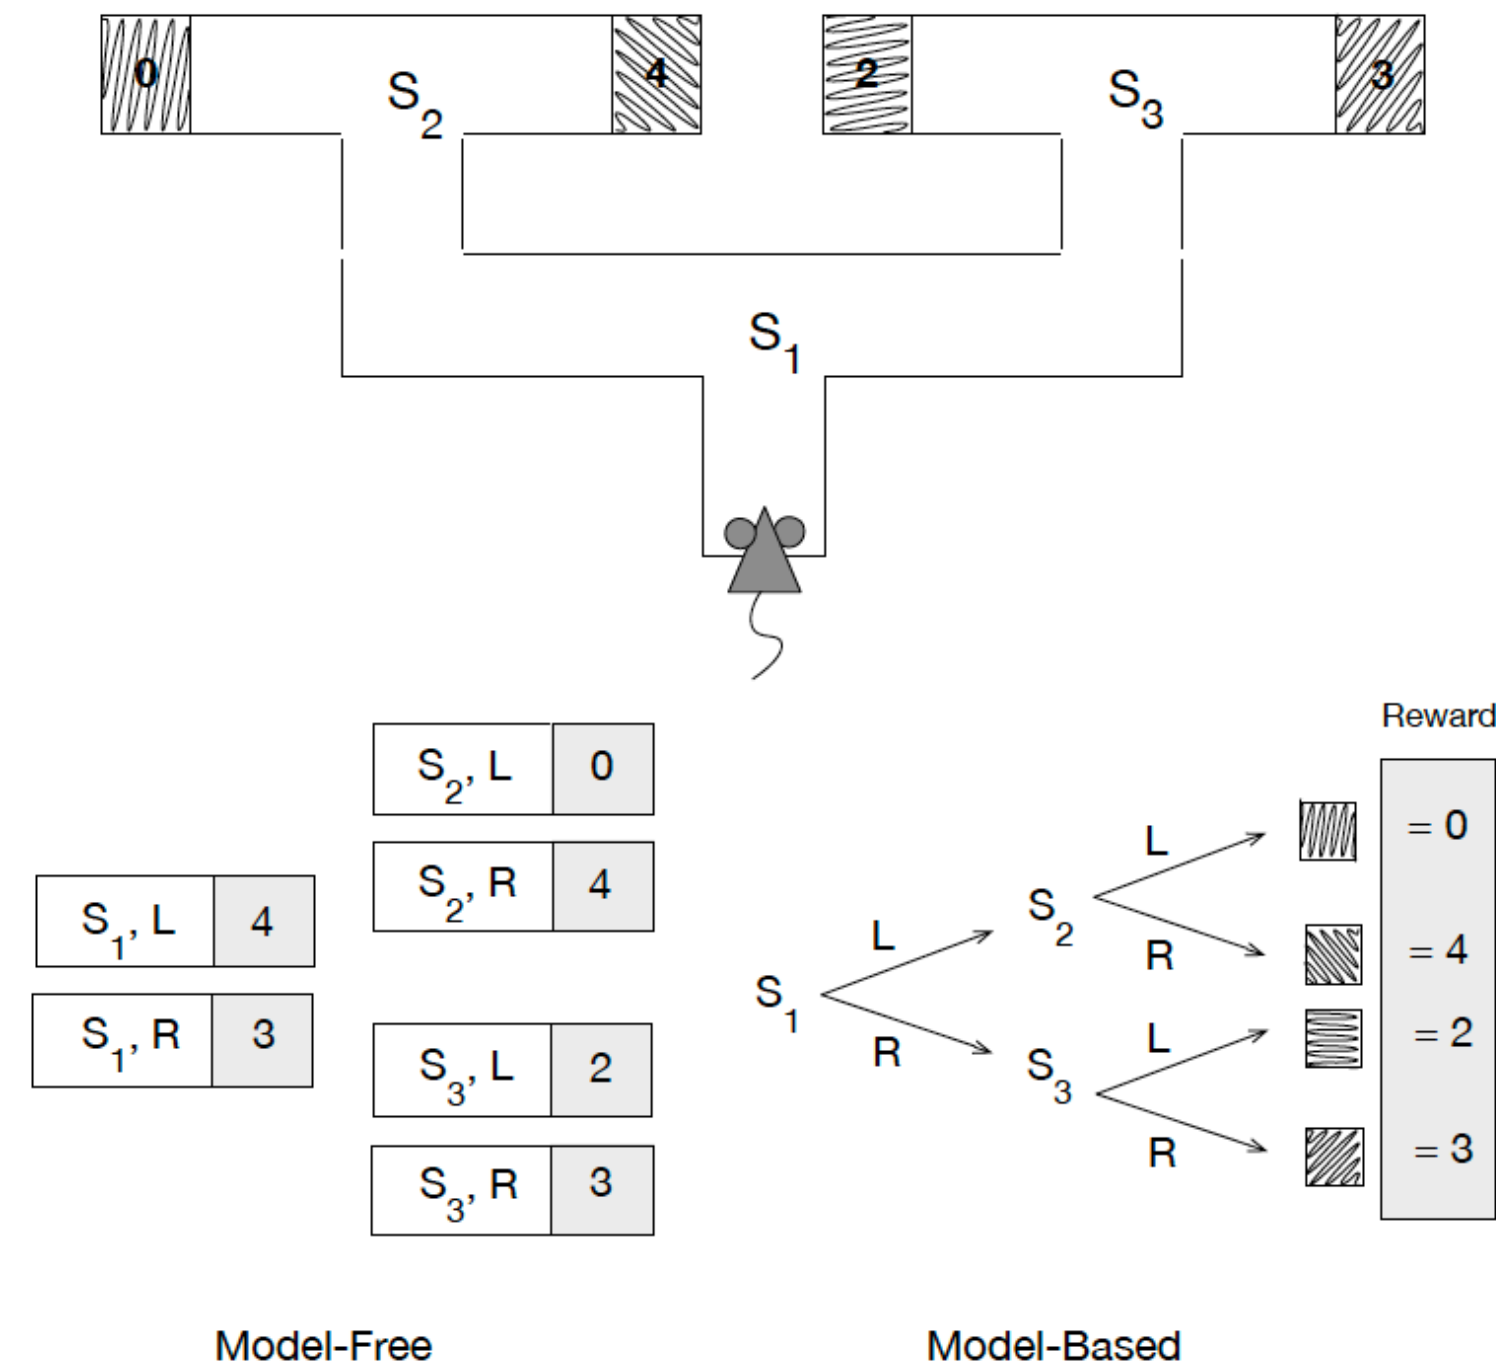 0
S2
4
2
S3
3
S1
Reward
S2, L 0
S2, R 4
S1, L 4
S1, R 3
S3, L 2
S3, R 3
S1
L
R
S2
L
R
S3
L
R
= 0
= 4
= 2
= 3
Model-Free
Model-Based